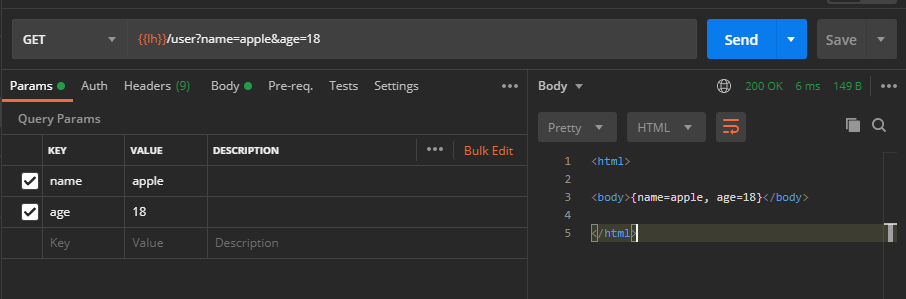 GET {{lh}}/user?name=apple&age=18 Send Save
Params Auth Headers (9) Body Pre-req. Tests Settings
Query Params
KEY VALUE DESCRIPTION Bulk Edit
name apple
age 18
Key Value Description
Body 200 OK 6 ms 149 B
Pretty HTML
1 <html>
2
3 <body>{name=apple, age=18}</body>
4
5 </html>